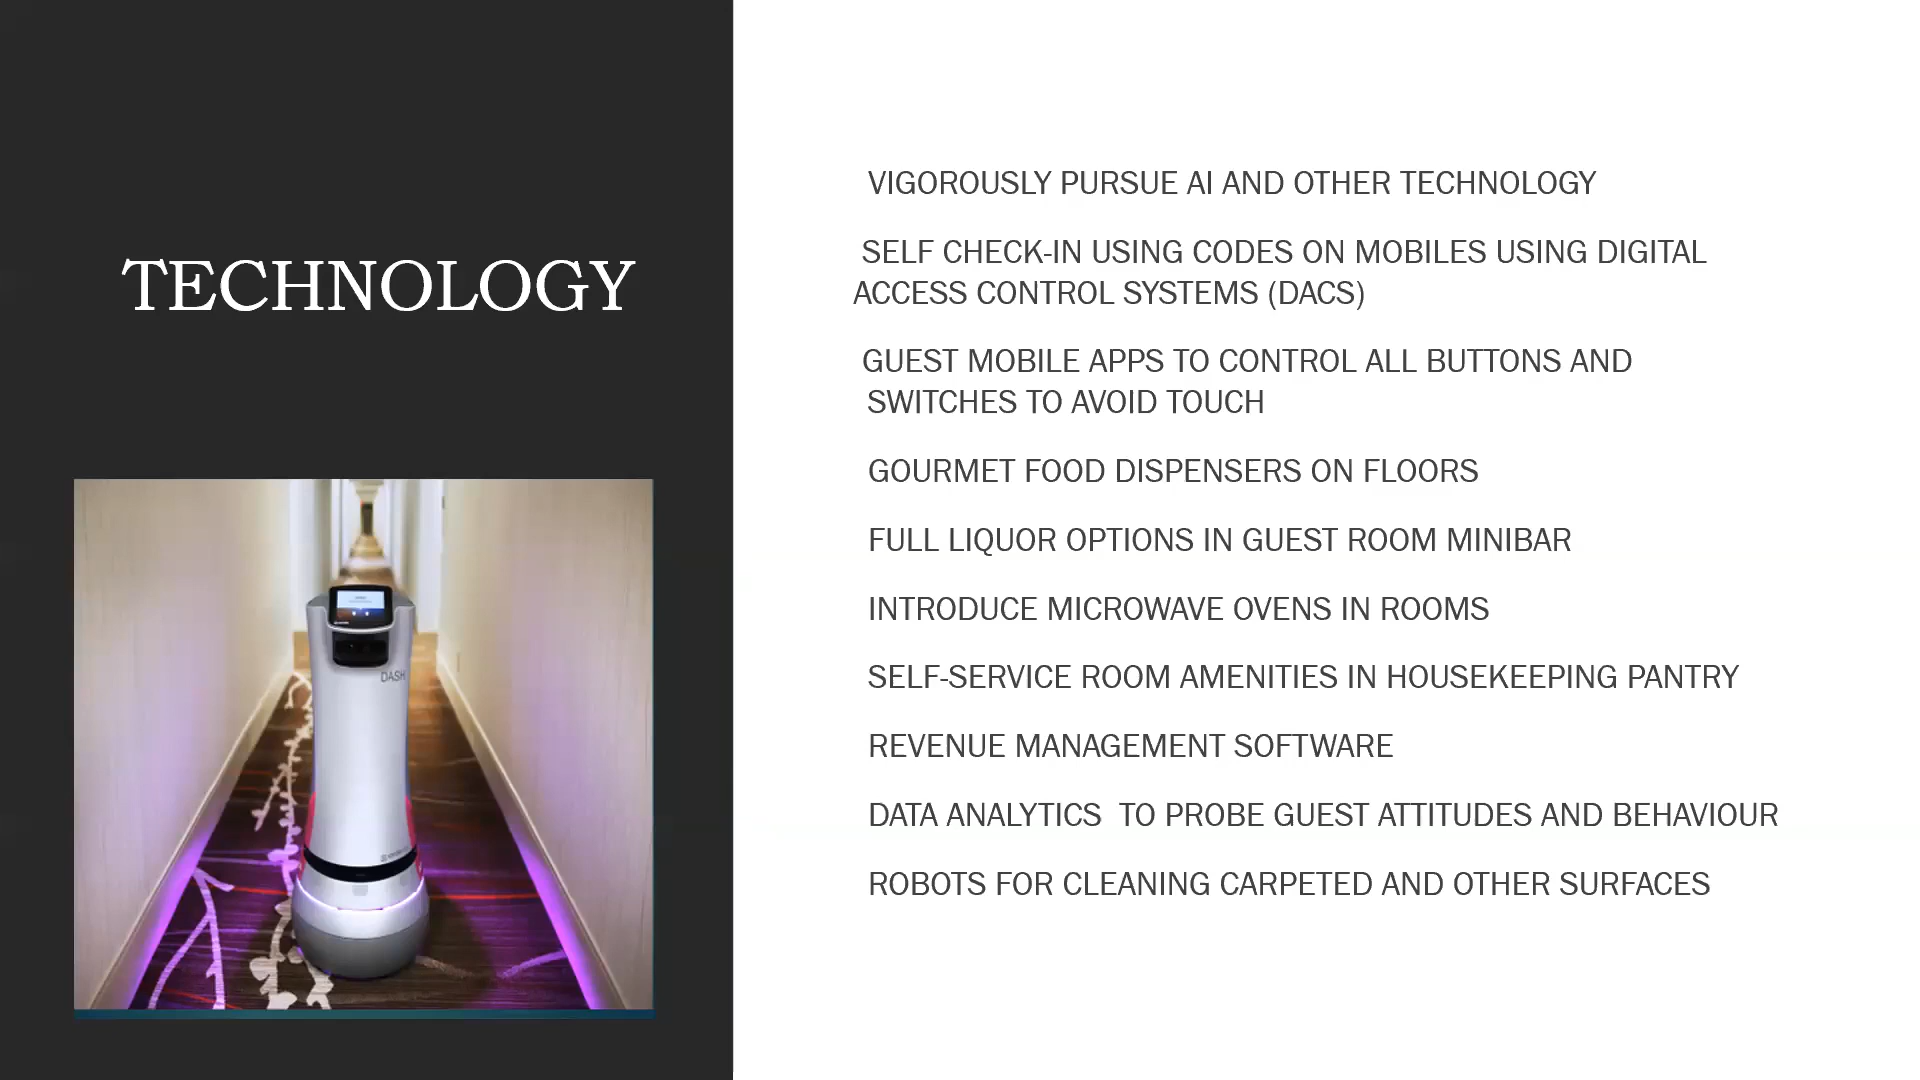 TECHNOLOGY
DASH
VIGOROUSLY PURSUE AI AND OTHER TECHNOLOGY
SELF CHECK-IN USING CODES ON MOBILES USING DIGITAL
ACCESS CONTROL SYSTEMS (DACS)
GUEST MOBILE APPS TO CONTROL ALL BUTTONS AND
SWITCHES TO AVOID TOUCH
GOURMET FOOD DISPENSERS ON FLOORS
FULL LIQUOR OPTIONS IN GUEST ROOM MINIBAR
INTRODUCE MICROWAVE OVENS IN ROOMS
SELF-SERVICE ROOM AMENITIES IN HOUSEKEEPING PANTRY
REVENUE MANAGEMENT SOFTWARE
DATA ANALYTICS  TO PROBE GUEST ATTITUDES AND BEHAVIOUR
ROBOTS FOR CLEANING CARPETED AND OTHER SURFACES